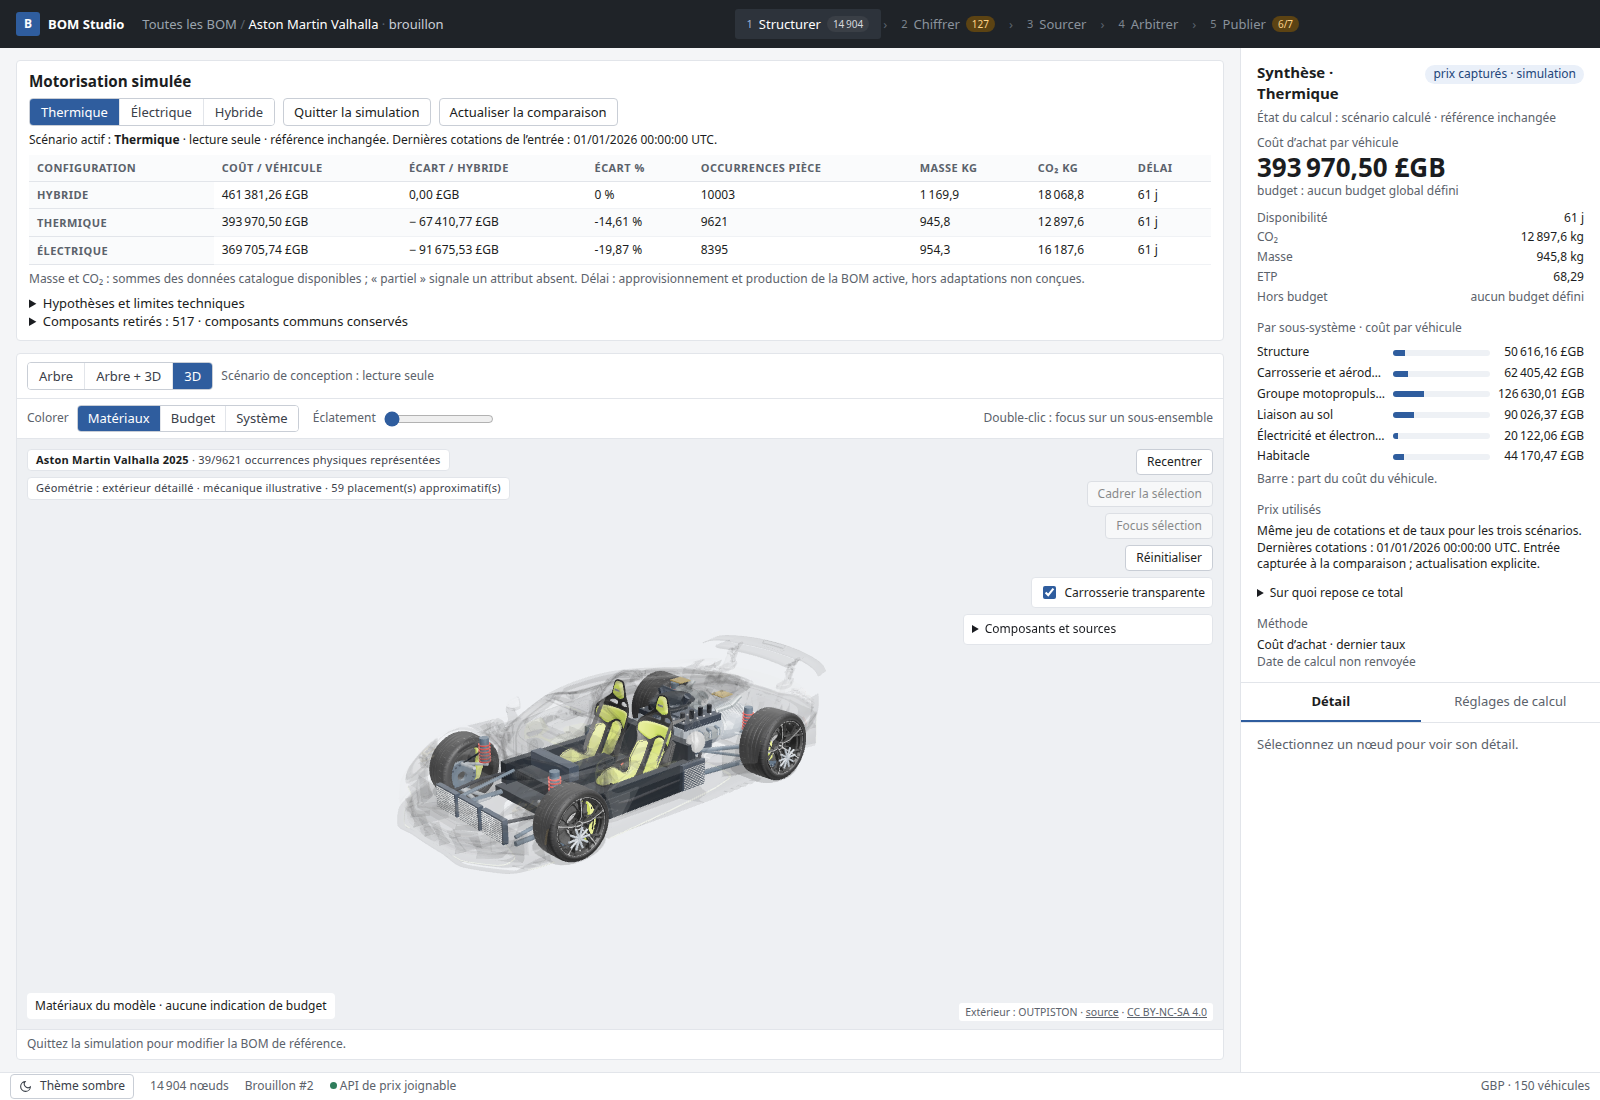 B BOM Studio Toutes les BOM / Aston Martin Valhalla · brouillon 1 Structurer 14 904 › 2 Chiffrer 127 › 3 Sourcer › 4 Arbitrer › 5 Publier 6/7
Motorisation simulée
Thermique Électrique Hybride Quitter la simulation Actualiser la comparaison
Scénario actif : Thermique · lecture seule · référence inchangée. Dernières cotations de l’entrée : 01/01/2026 00:00:00 UTC.
CONFIGURATION COÛT / VÉHICULE ÉCART / HYBRIDE ÉCART % OCCURRENCES PIÈCE MASSE KG CO₂ KG DÉLAI
HYBRIDE 461 381,26 £GB 0,00 £GB 0 % 10003 1 169,9 18 068,8 61 j
THERMIQUE 393 970,50 £GB − 67 410,77 £GB -14,61 % 9621 945,8 12 897,6 61 j
ÉLECTRIQUE 369 705,74 £GB − 91 675,53 £GB -19,87 % 8395 954,3 16 187,6 61 j
Masse et CO₂ : sommes des données catalogue disponibles ; « partiel » signale un attribut absent. Délai : approvisionnement et production de la BOM active, hors adaptations non conçues.
Hypothèses et limites techniques
Composants retirés : 517 · composants communs conservés
Arbre Arbre + 3D 3D Scénario de conception : lecture seule
Colorer Matériaux Budget Système Éclatement Double-clic : focus sur un sous-ensemble
Aston Martin Valhalla 2025 · 39/9621 occurrences physiques représentées
Géométrie : extérieur détaillé · mécanique illustrative · 59 placement(s) approximatif(s)
Recentrer
Cadrer la sélection
Focus sélection
Réinitialiser
Carrosserie transparente
Composants et sources
Matériaux du modèle · aucune indication de budget
Extérieur : OUTPISTON · source · CC BY-NC-SA 4.0
Quittez la simulation pour modifier la BOM de référence.
Synthèse ·
Thermique
prix capturés · simulation
État du calcul : scénario calculé · référence inchangée
Coût d’achat par véhicule
393 970,50 £GB
budget : aucun budget global défini
Disponibilité 61 j
CO₂ 12 897,6 kg
Masse 945,8 kg
ETP 68,29
Hors budget aucun budget défini
Par sous-système · coût par véhicule
Structure 50 616,16 £GB
Carrosserie et aérod... 62 405,42 £GB
Groupe motopropuls... 126 630,01 £GB
Liaison au sol 90 026,37 £GB
Électricité et électron... 20 122,06 £GB
Habitacle 44 170,47 £GB
Barre : part du coût du véhicule.
Prix utilisés
Même jeu de cotations et de taux pour les trois scénarios.
Dernières cotations : 01/01/2026 00:00:00 UTC. Entrée
capturée à la comparaison ; actualisation explicite.
Sur quoi repose ce total
Méthode
Coût d’achat · dernier taux
Date de calcul non renvoyée
Détail Réglages de calcul
Sélectionnez un nœud pour voir son détail.
Thème sombre 14 904 nœuds Brouillon #2 API de prix joignable GBP · 150 véhicules